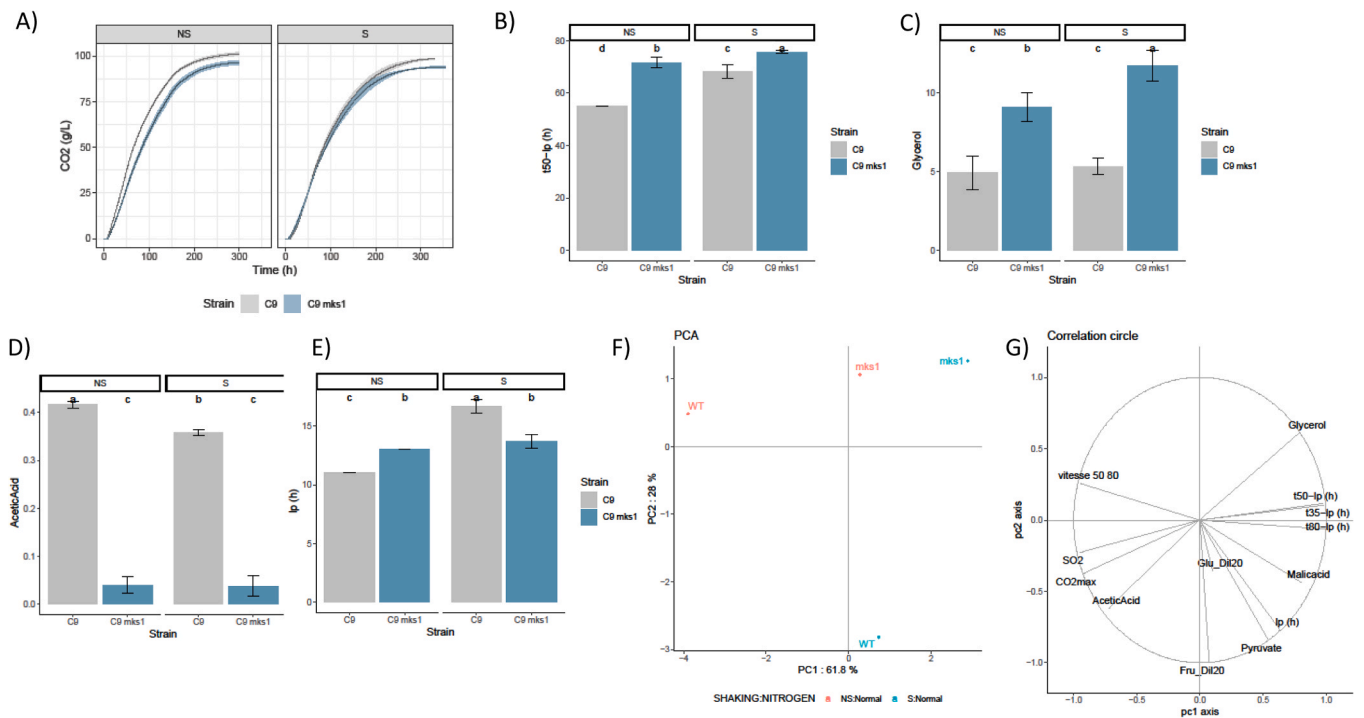 A)
NS
S
100
75
50
25
0
CO2 (g/L)
0
100
200
300
0
100
200
300
Time (h)
Strain
C9
C9 mks1
B)
NS
S
d
b
c
a
80
60
40
20
0
t50-lp (h)
C9
C9 mks1
C9
C9 mks1
Strain
Strain
C9
C9 mks1
C)
NS
S
c
b
c
a
10
5
0
Glycerol
C9
C9 mks1
C9
C9 mks1
Strain
Strain
C9
C9 mks1
D)
NS
S
a
c
b
c
0.4
0.3
0.2
0.1
0.0
AceticAcid
C9
C9 mks1
C9
C9 mks1
Strain
E)
NS
S
c
b
a
b
15
10
5
0
lp (h)
C9
C9 mks1
C9
C9 mks1
Strain
Strain
C9
C9 mks1
F)
PCA
mks1
mks1
WT
WT
1
0
-1
-2
-3
PC2 : 28 %
-4
-2
0
2
PC1 : 61.8 %
SHAKING:NITROGEN
a
NS:Normal
a
S:Normal
G)
Correlation circle
1.0
0.5
0.0
-0.5
-1.0
pc2 axis
Glycerol
vitesse 50 80
t50-lp (h)
t35-lp (h)
t80-lp (h)
SO2
Glu_Dil20
CO2max
Malicacid
AceticAcid
lp (h)
Pyruvate
Fru_Dil20
-1.0
-0.5
0.0
0.5
1.0
pc1 axis